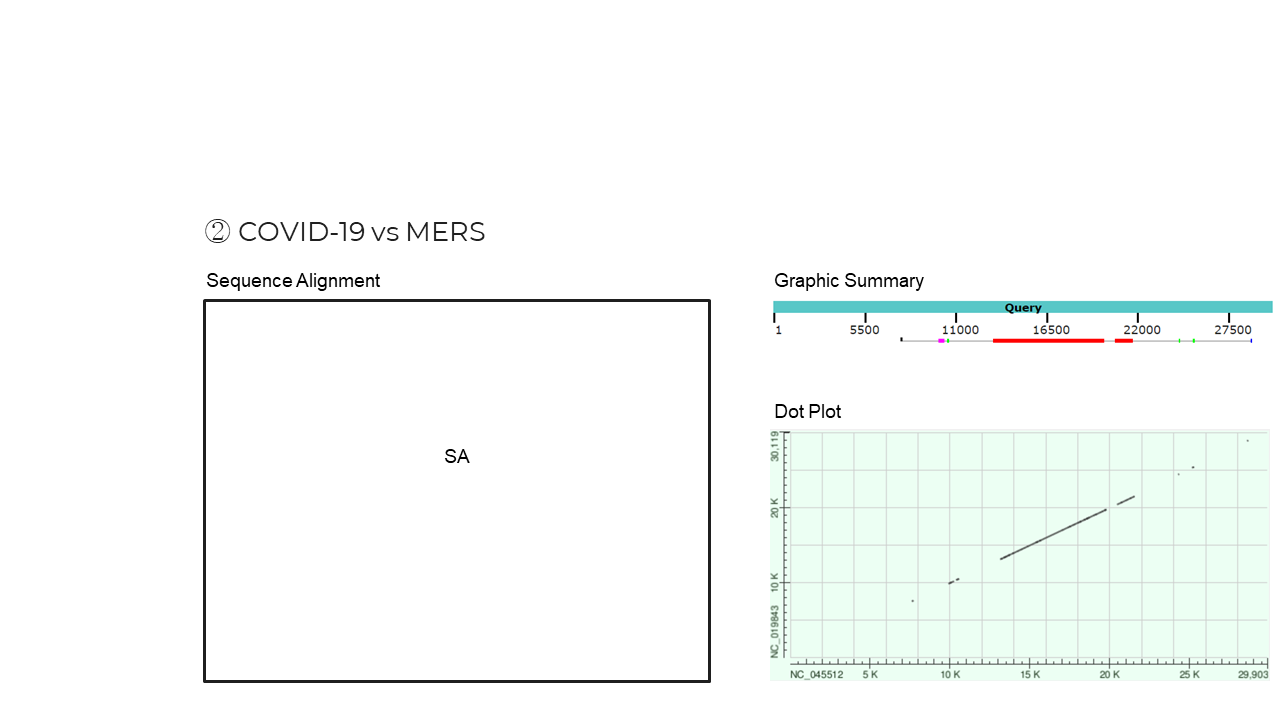 ② COVID-19 vs MERS
Sequence Alignment
SA
Graphic Summary
Query
1 5500 11000 16500 22000 27500
Dot Plot
30,119
20 K
10 K
NC_019843
NC_045512 5 K 10 K 15 K 20 K 25 K 29,903